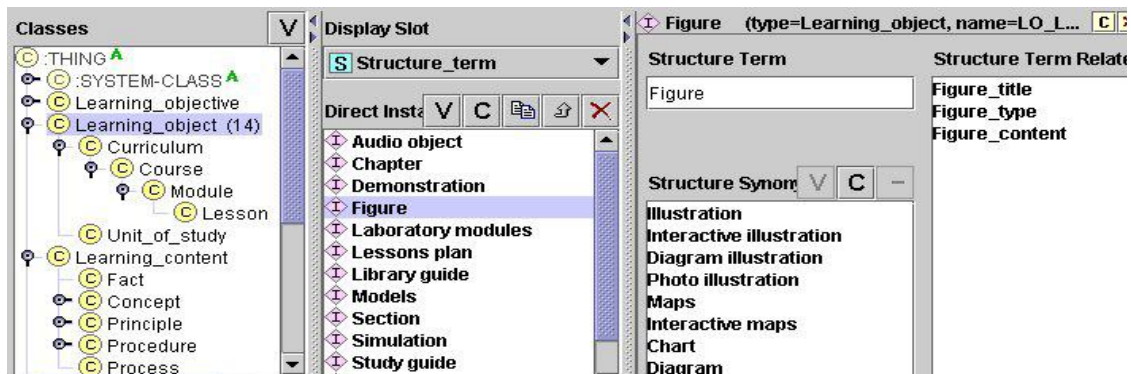 Classes V
:THING A
:SYSTEM-CLASS A
Learning_objective
Learning_object (14)
Curriculum
Course
Module
Lesson
Unit_of_study
Learning_content
Fact
Concept
Principle
Procedure
Process
Display Slot
S Structure_term
Direct Insta V C
Audio object
Chapter
Demonstration
Figure
Laboratory modules
Lessons plan
Library guide
Models
Section
Simulation
Study guide
Figure (type=Learning_object, name=LO_L... C
Structure Term
Figure
Structure Synon V C –
Illustration
Interactive illustration
Diagram illustration
Photo illustration
Maps
Interactive maps
Chart
Diagram
Structure Term Relate
Figure_title
Figure_type
Figure_content